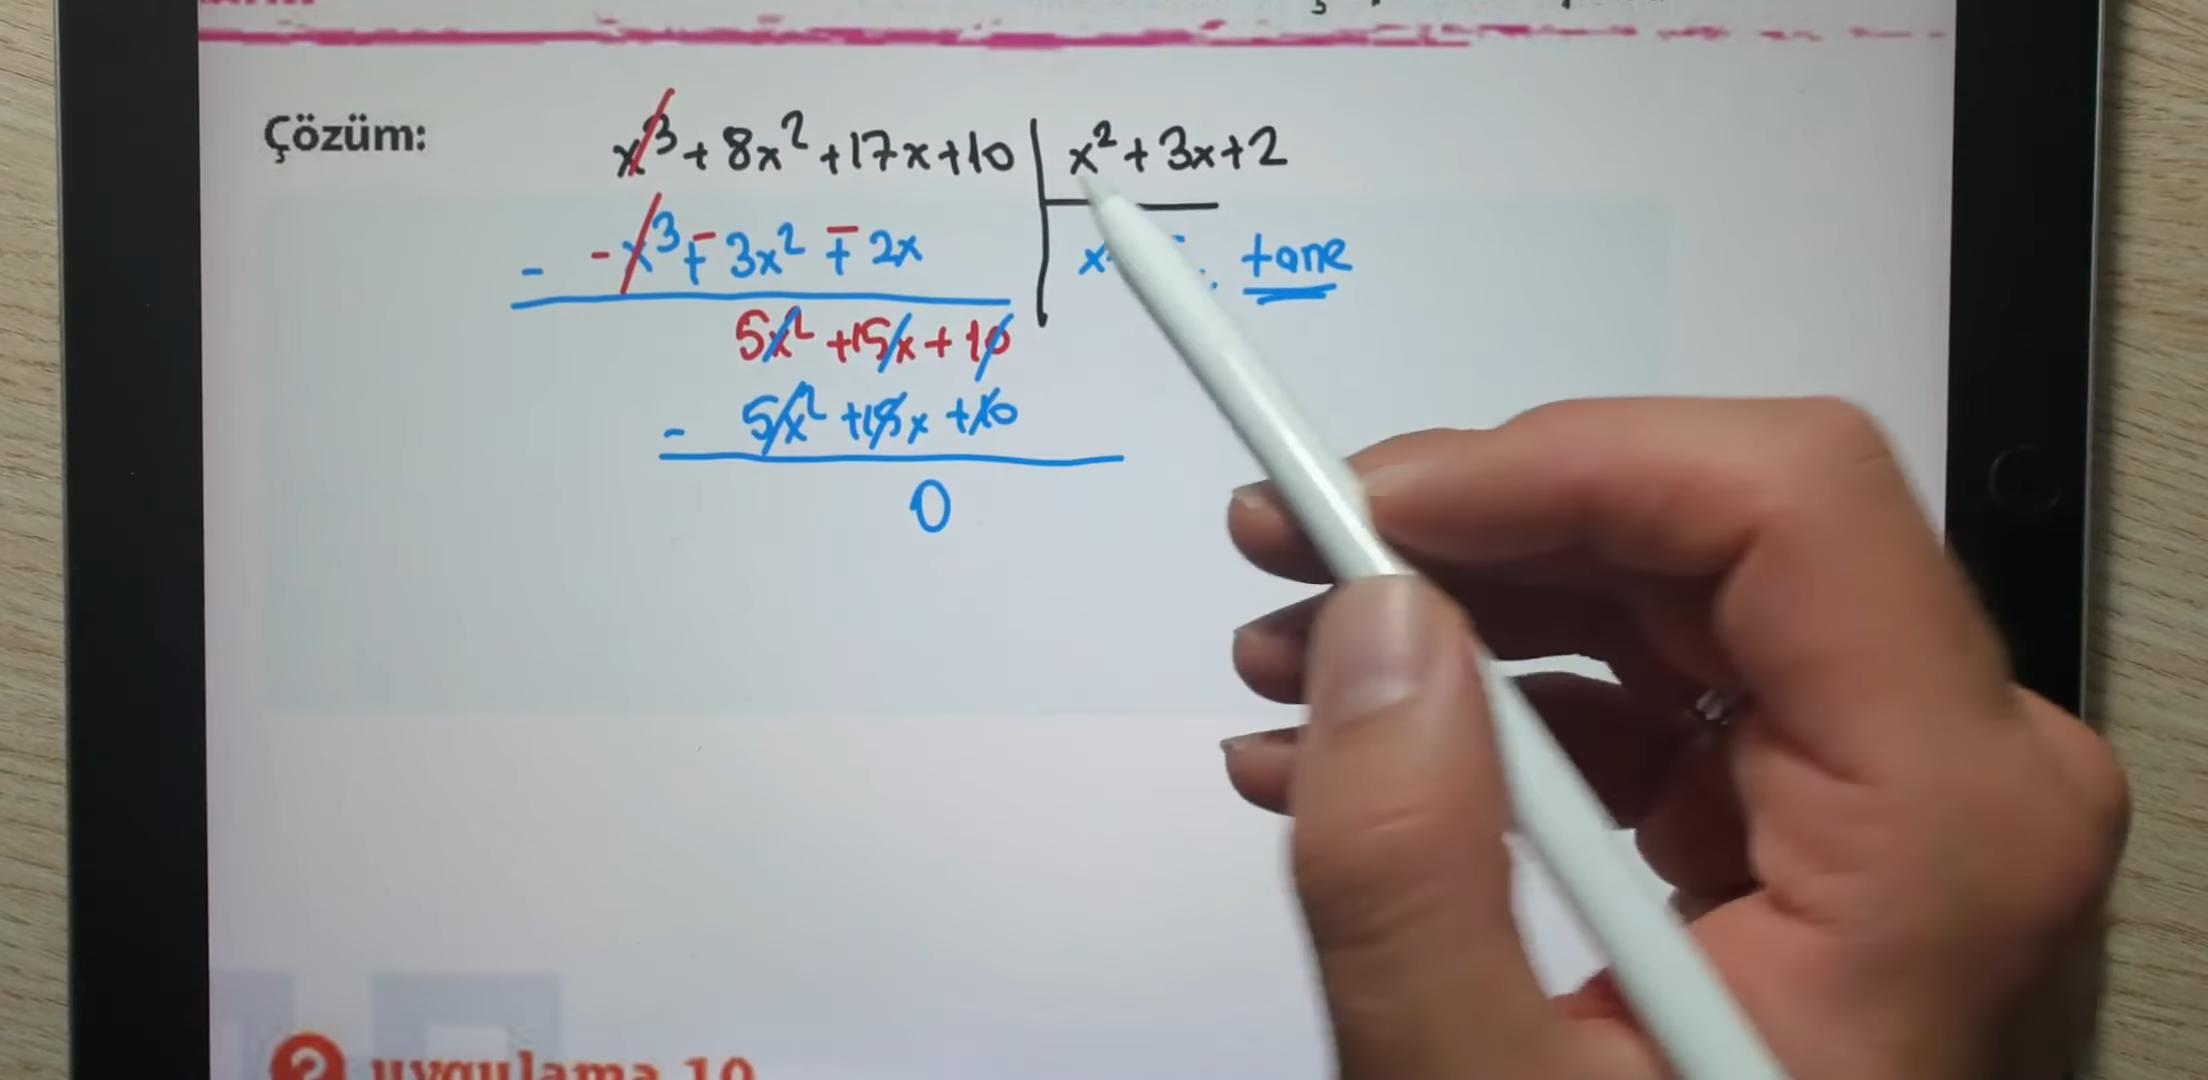 Çözüm: x³ + 8x² + 17x + 10 | x² + 3x + 2
- - x³ ∓ 3x² ∓ 2x tane
5x² + 15x + 10
- 5x² + 15x + 10
0
? uygulama 10